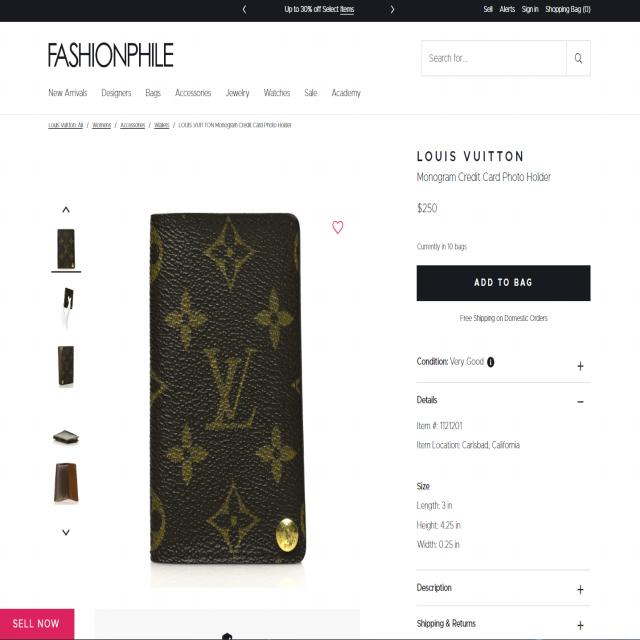 Up to 30% off Select Items
Sell Alerts Sign in Shopping Bag (0)
FASHIONPHILE
Search for...
New Arrivals Designers Bags Accessories Jewelry Watches Sale Academy
Louis Vuitton: All / Womens / Accessories / Wallets / LOUIS VUITTON Monogram Credit Card Photo Holder
LOUIS VUITTON
Monogram Credit Card Photo Holder
$250
Currently in 10 bags
ADD TO BAG
Free Shipping on Domestic Orders
Condition: Very Good
Details
Item #: 1121201
Item Location: Carlsbad, California
Size
Length: 3 in
Height: 4.25 in
Width: 0.25 in
Description
Shipping & Returns
SELL NOW
LV